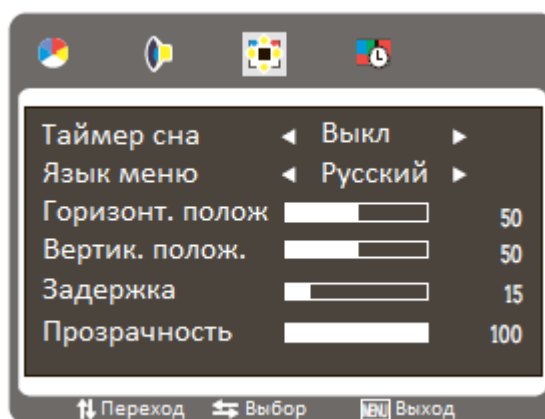 Таймер сна Выкл
Язык меню Русский
Горизонт. полож 50
Вертик. полож. 50
Задержка 15
Прозрачность 100
Переход Выбор MENU Выход